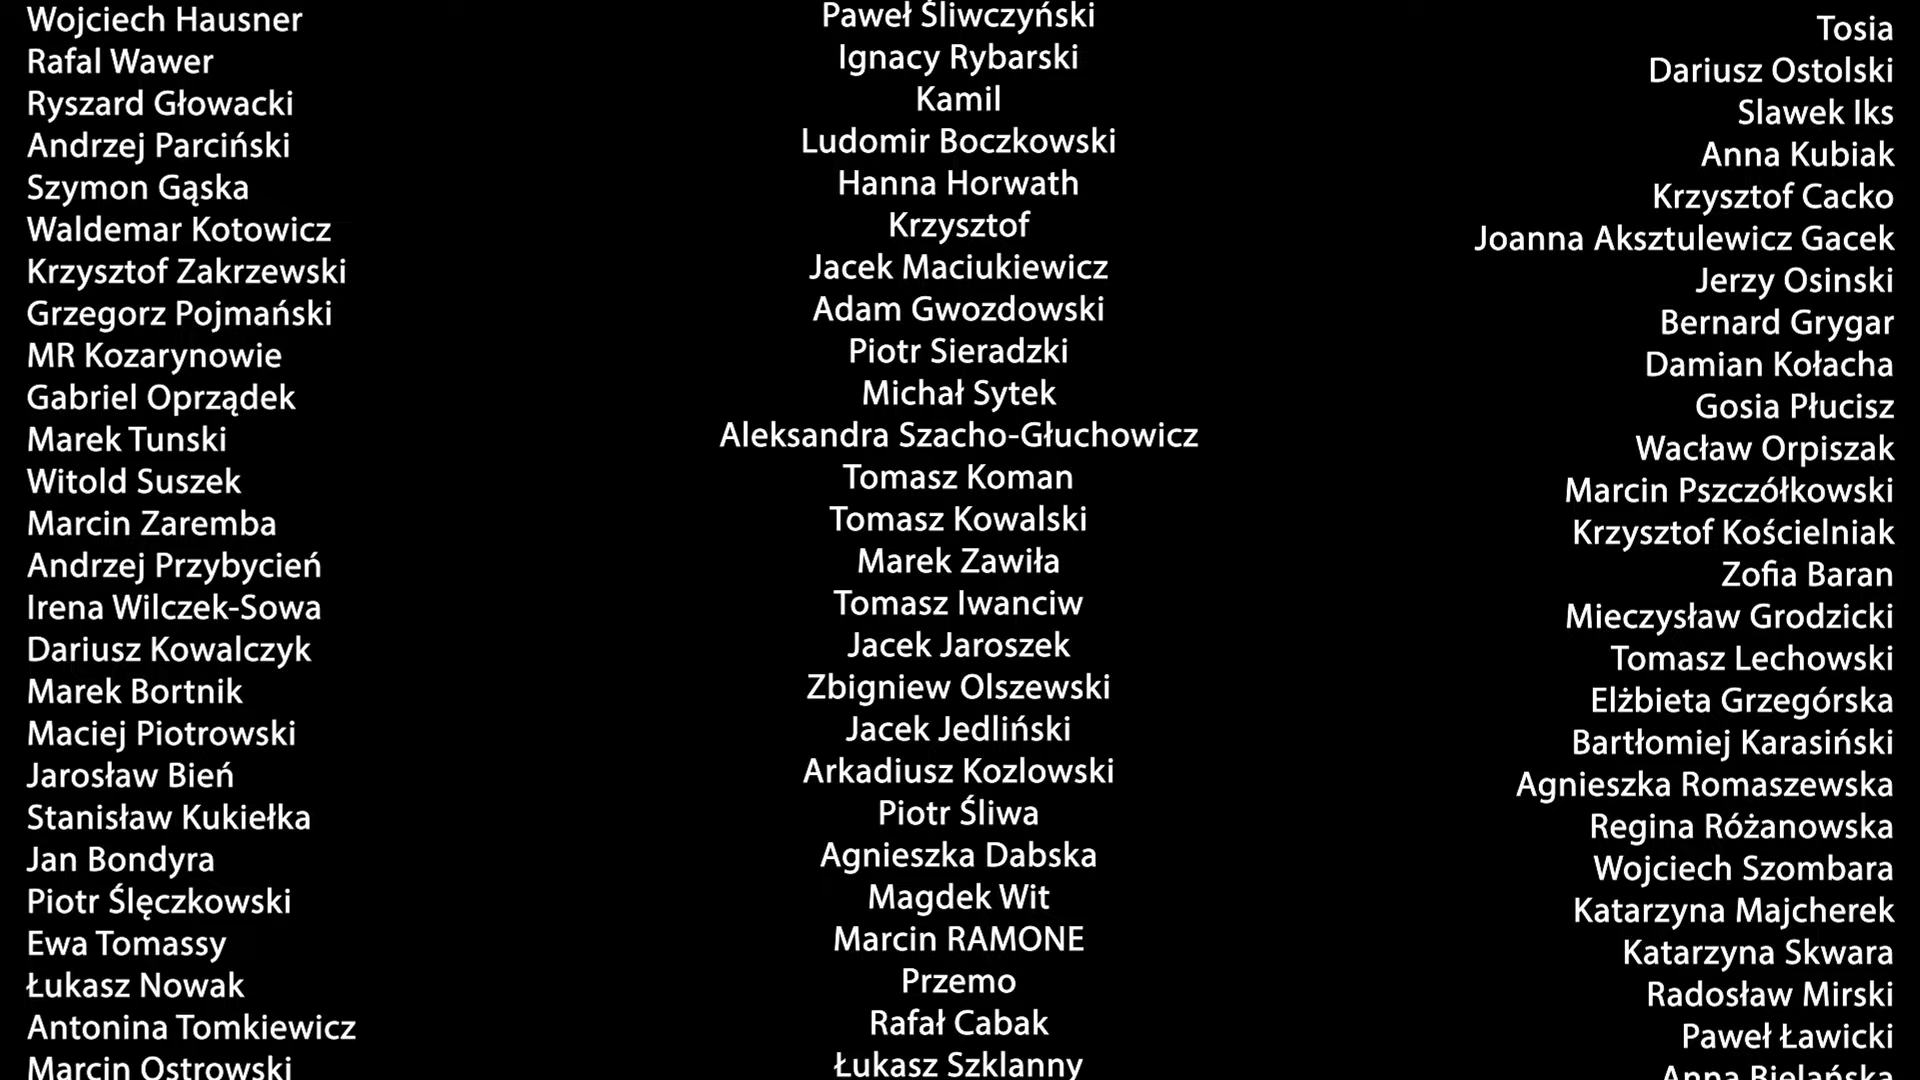 Wojciech Hausner
Rafal Wawer
Ryszard Głowacki
Andrzej Parciński
Szymon Gąska
Waldemar Kotowicz
Krzysztof Zakrzewski
Grzegorz Pojmański
MR Kozarynowie
Gabriel Oprządek
Marek Tunski
Witold Suszek
Marcin Zaremba
Andrzej Przybycień
Irena Wilczek-Sowa
Dariusz Kowalczyk
Marek Bortnik
Maciej Piotrowski
Jarosław Bień
Stanisław Kukiełka
Jan Bondyra
Piotr Ślęczkowski
Ewa Tomassy
Łukasz Nowak
Antonina Tomkiewicz
Marcin Ostrowski
Paweł Śliwczyński
Ignacy Rybarski
Kamil
Ludomir Boczkowski
Hanna Horwath
Krzysztof
Jacek Maciukiewicz
Adam Gwozdowski
Piotr Sieradzki
Michał Sytek
Aleksandra Szacho-Głuchowicz
Tomasz Koman
Tomasz Kowalski
Marek Zawiła
Tomasz Iwanciw
Jacek Jaroszek
Zbigniew Olszewski
Jacek Jedliński
Arkadiusz Kozlowski
Piotr Śliwa
Agnieszka Dabska
Magdek Wit
Marcin RAMONE
Przemo
Rafał Cabak
Łukasz Szklanny
Tosia
Dariusz Ostolski
Slawek Iks
Anna Kubiak
Krzysztof Cacko
Joanna Aksztulewicz Gacek
Jerzy Osinski
Bernard Grygar
Damian Kołacha
Gosia Płucisz
Wacław Orpiszak
Marcin Pszczółkowski
Krzysztof Kościelniak
Zofia Baran
Mieczysław Grodzicki
Tomasz Lechowski
Elżbieta Grzegórska
Bartłomiej Karasiński
Agnieszka Romaszewska
Regina Różanowska
Wojciech Szombara
Katarzyna Majcherek
Katarzyna Skwara
Radosław Mirski
Paweł Ławicki
Anna Bielańska